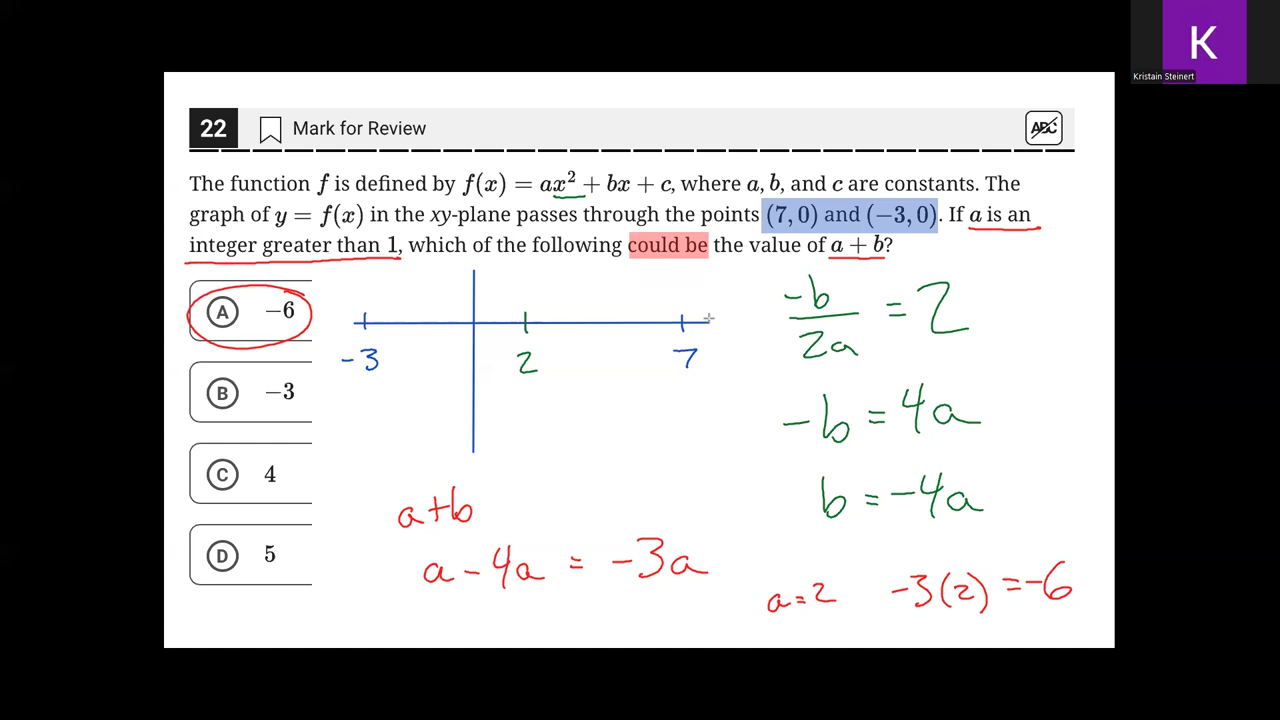 K
Kristain Steinert
22 Mark for Review ABC
The function f is defined by f(x) = ax² + bx + c, where a, b, and c are constants. The
graph of y = f(x) in the xy-plane passes through the points (7, 0) and (−3, 0). If a is an
integer greater than 1, which of the following could be the value of a + b?
A −6
B −3
C 4
D 5
-3 2 7
-b/2a = 2
-b = 4a
b = -4a
a+b
a - 4a = -3a
a=2 -3(2) = -6